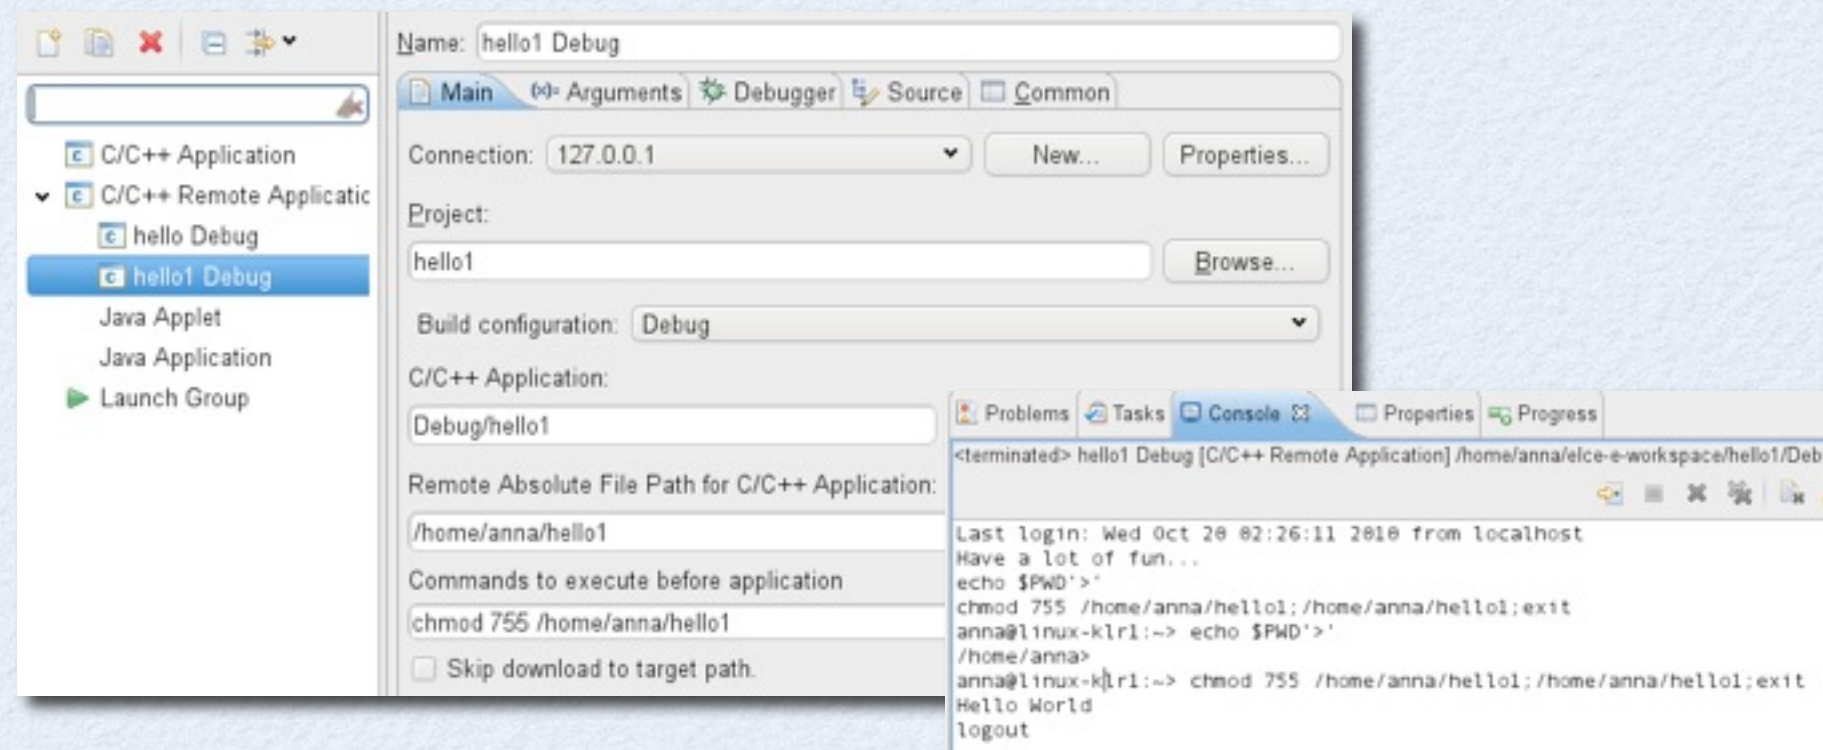 Name: hello1 Debug
Main (x)= Arguments Debugger Source Common
C/C++ Application
C/C++ Remote Applicatic
hello Debug
hello1 Debug
Java Applet
Java Application
Launch Group
Connection: 127.0.0.1 New... Properties...
Project:
hello1 Browse...
Build configuration: Debug
C/C++ Application:
Debug/hello1
Remote Absolute File Path for C/C++ Application:
/home/anna/hello1
Commands to execute before application
chmod 755 /home/anna/hello1
Skip download to target path.
Problems Tasks Console Properties Progress
<terminated> hello1 Debug [C/C++ Remote Application] /home/anna/elce-e-workspace/hello1/Deb
Last login: Wed Oct 20 02:26:11 2010 from localhost
Have a lot of fun...
echo $PWD'>'
chmod 755 /home/anna/hello1;/home/anna/hello1;exit
anna@linux-klr1:~> echo $PWD'>'
/home/anna>
anna@linux-klr1:~> chmod 755 /home/anna/hello1;/home/anna/hello1;exit
Hello World
logout